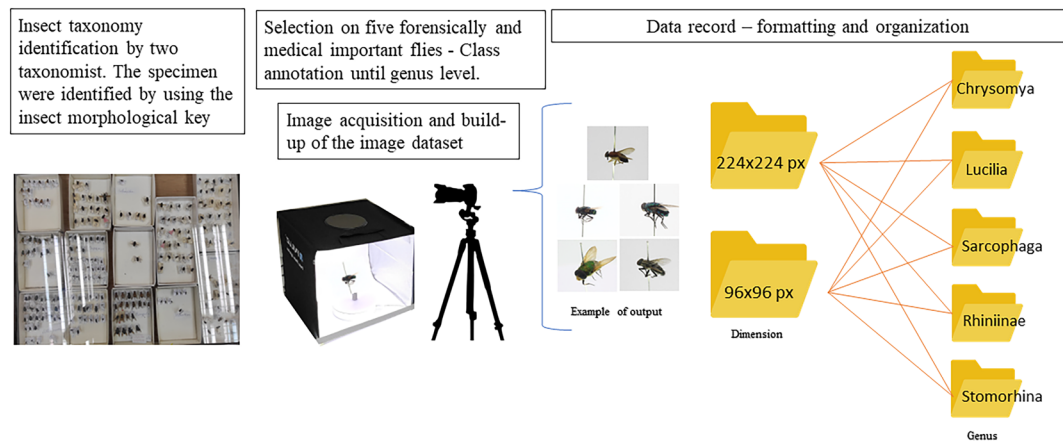 Insect taxonomy
identification by two
taxonomist. The specimen
were identified by using the
insect morphological key
Selection on five forensically and
medical important flies - Class
annotation until genus level.
Image acquisition and build-
up of the image dataset
Data record – formatting and organization
Example of output
224x224 px
96x96 px
Dimension
Chrysomya
Lucilia
Sarcophaga
Rhiniinae
Stomorhina
Genus